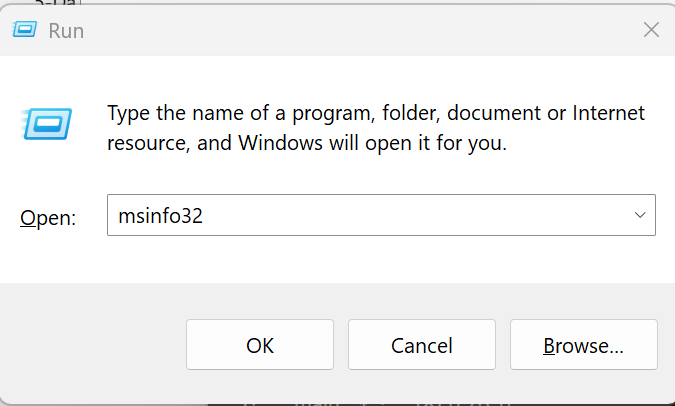 Run
Type the name of a program, folder, document or Internet
resource, and Windows will open it for you.
Open:
msinfo32
OK
Cancel
Browse...